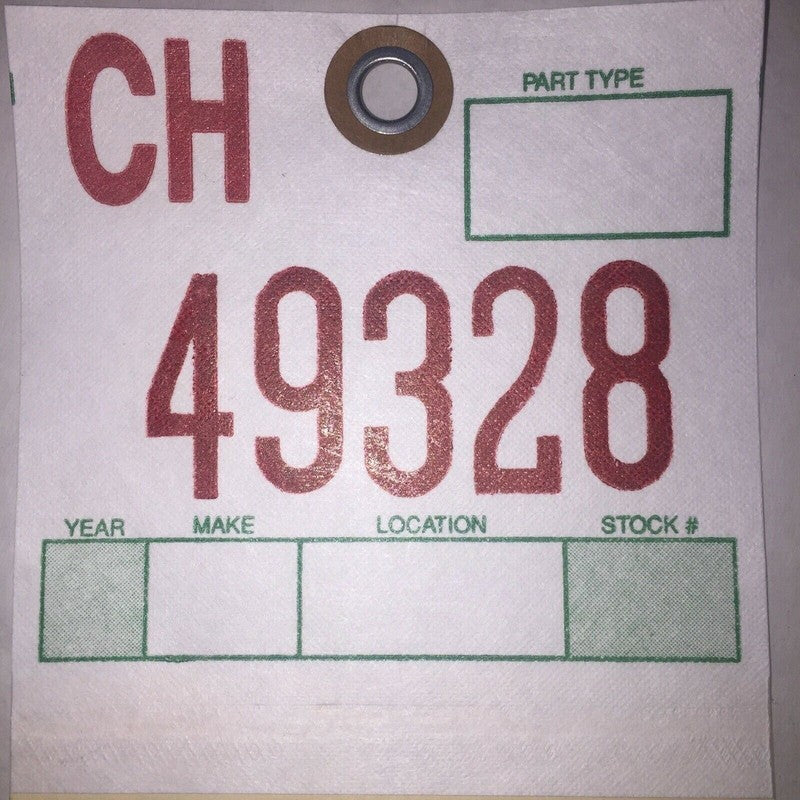 CH
PART TYPE
49328
YEAR MAKE LOCATION STOCK #